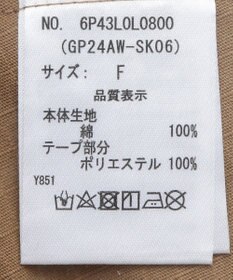 NO. 6P43L0L0800
(GP24AW-SK06)
サイズ: F
品質表示
本体生地
綿 100%
テープ部分
ポリエステル 100%
Y851